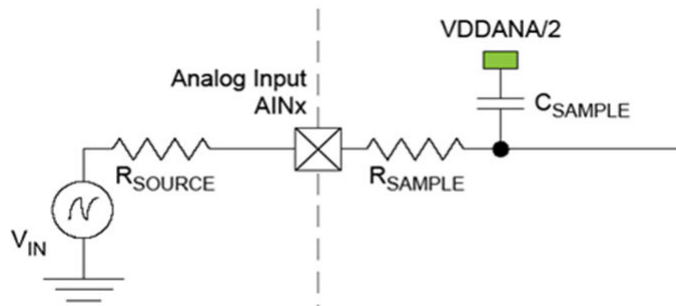 VDDANA/2
Analog Input
AINx
CSAMPLE
RSOURCE
RSAMPLE
VIN